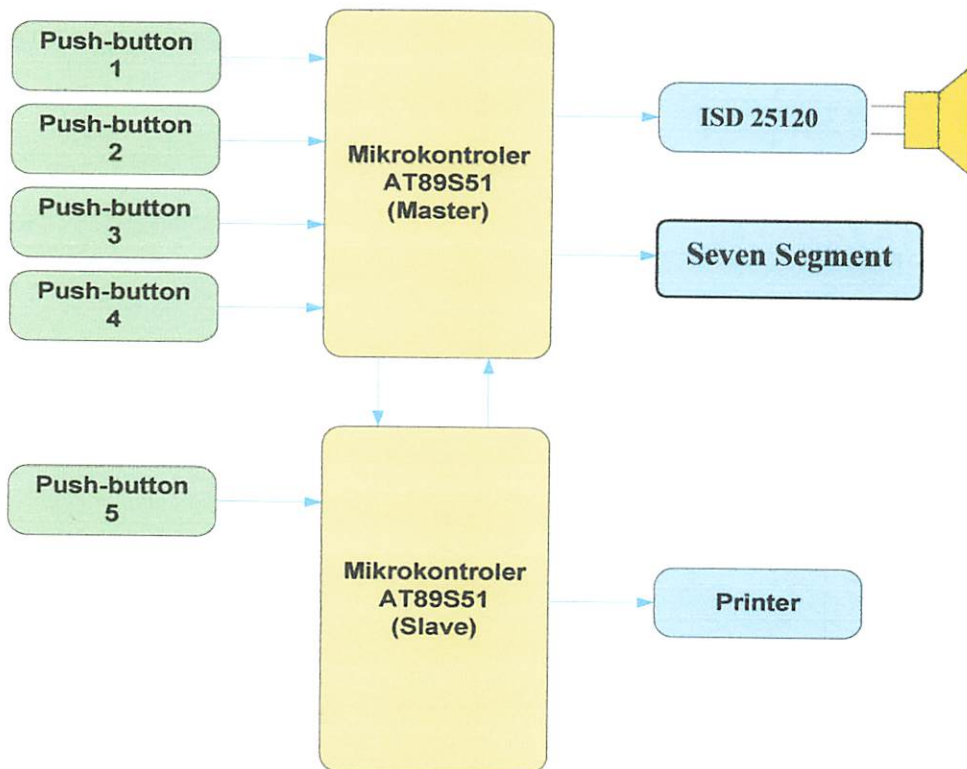 Push-button
1
Push-button
2
Push-button
3
Push-button
4
Mikrokontroler
AT89S51
(Master)
ISD 25120
Seven Segment
Push-button
5
Mikrokontroler
AT89S51
(Slave)
Printer